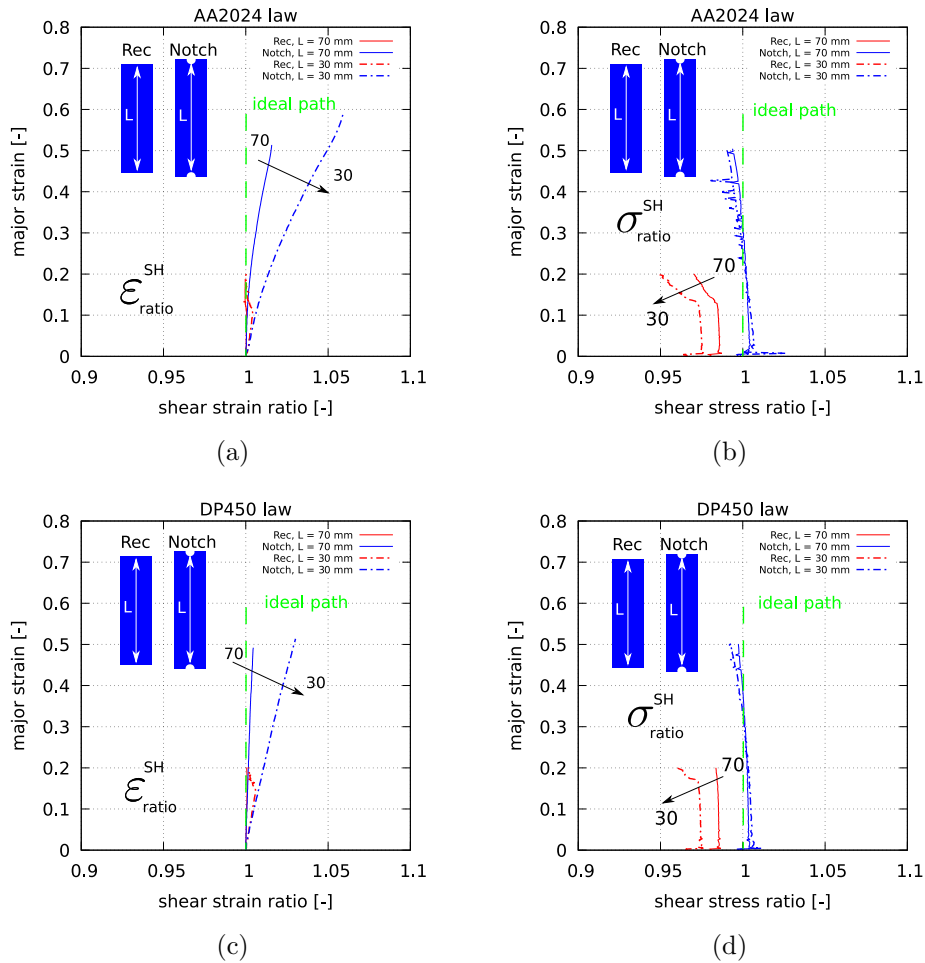 AA2024 law
0.8
0.7
0.6
0.5
0.4
0.3
0.2
0.1
0
major strain [-]
Rec
Notch
L
L
Rec, L = 70 mm
Notch, L = 70 mm
Rec, L = 30 mm
Notch, L = 30 mm
ideal path
70
30
ε SH ratio
0.9
0.95
1
1.05
1.1
shear strain ratio [-]
(a)
AA2024 law
0.8
0.7
0.6
0.5
0.4
0.3
0.2
0.1
0
major strain [-]
Rec
Notch
L
L
Rec, L = 70 mm
Notch, L = 70 mm
Rec, L = 30 mm
Notch, L = 30 mm
ideal path
σ SH ratio
70
30
0.9
0.95
1
1.05
1.1
shear stress ratio [-]
(b)
DP450 law
0.8
0.7
0.6
0.5
0.4
0.3
0.2
0.1
0
major strain [-]
Rec
Notch
L
L
Rec, L = 70 mm
Notch, L = 70 mm
Rec, L = 30 mm
Notch, L = 30 mm
ideal path
70
30
ε SH ratio
0.9
0.95
1
1.05
1.1
shear strain ratio [-]
(c)
DP450 law
0.8
0.7
0.6
0.5
0.4
0.3
0.2
0.1
0
major strain [-]
Rec
Notch
L
L
Rec, L = 70 mm
Notch, L = 70 mm
Rec, L = 30 mm
Notch, L = 30 mm
ideal path
σ SH ratio
70
30
0.9
0.95
1
1.05
1.1
shear stress ratio [-]
(d)